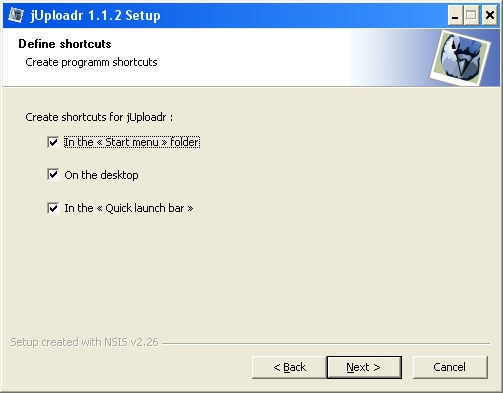 jUploadr 1.1.2 Setup
Define shortcuts
Create programm shortcuts
Create shortcuts for jUploadr :
In the « Start menu » folder
On the desktop
In the « Quick launch bar »
Setup created with NSIS v2.26
< Back Next > Cancel